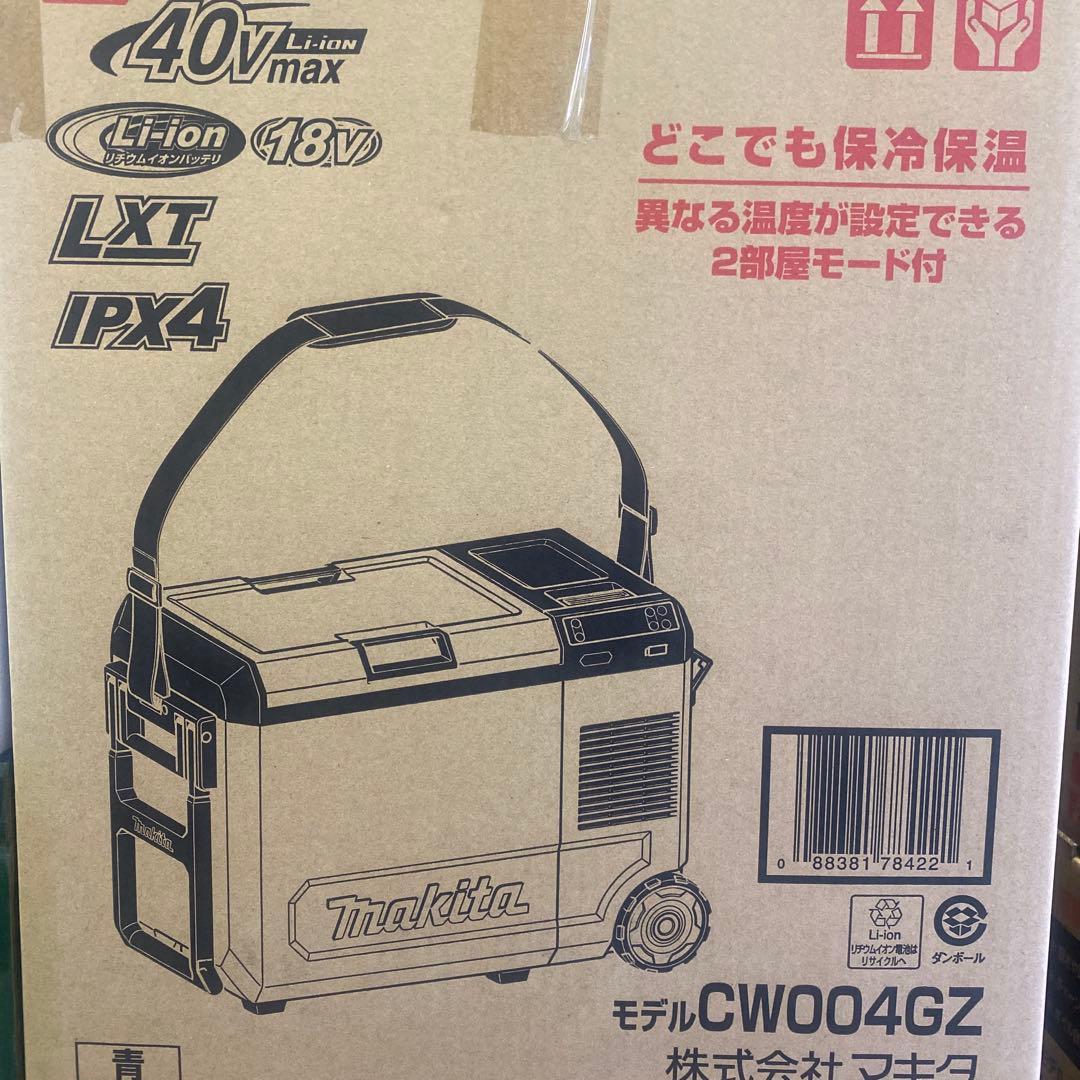 40Vmax Li-ion
Li-ion 18V
リチウムイオンバッテリ
LXT
IPX4
どこでも保冷保温
異なる温度が設定できる
2部屋モード付
makita
makita
0 88381 78422 1
Li-ion
リチウムイオン電池は
リサイクルへ
ダンボール
モデルCW004GZ
株式会社マキタ
青